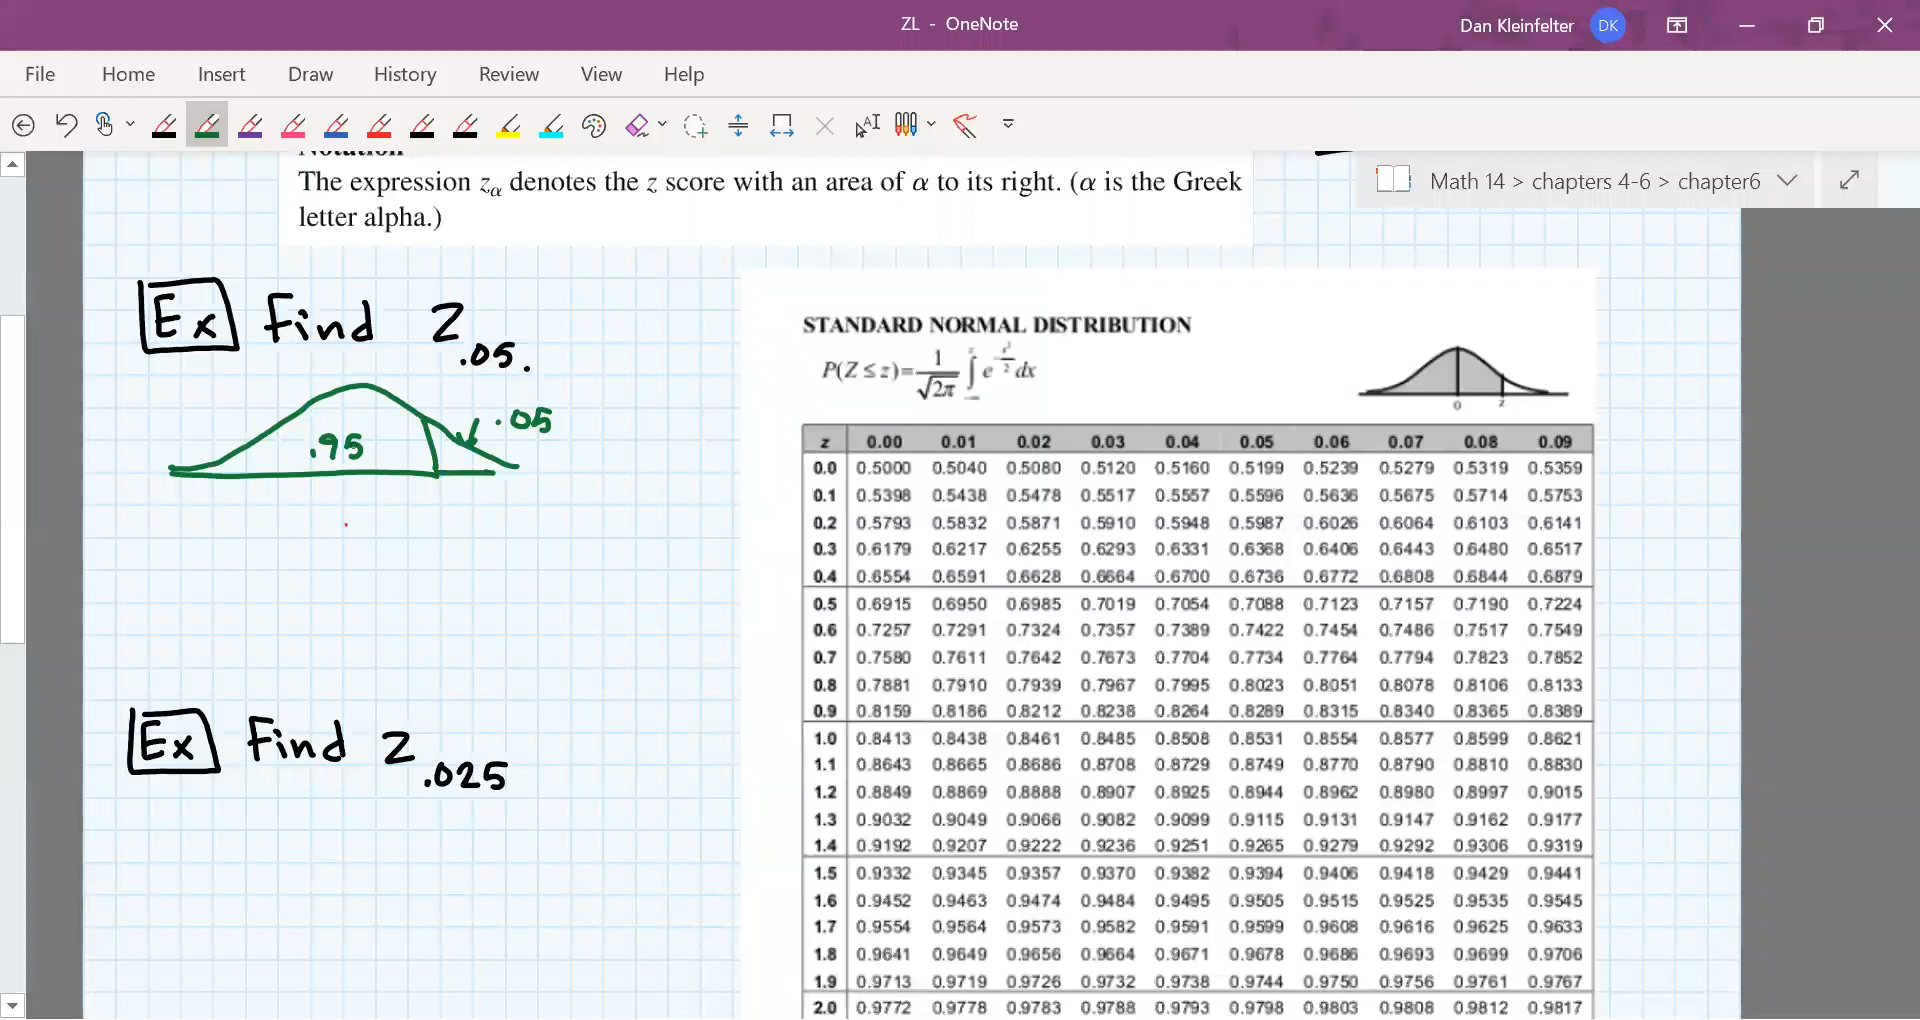 ZL - OneNote
Dan Kleinfelter DK
File Home Insert Draw History Review View Help
Notation
The expression zα denotes the z score with an area of α to its right. (α is the Greek
letter alpha.)
Math 14 > chapters 4-6 > chapter6
Ex Find Z.05.
.95
.05
Ex Find Z.025
STANDARD NORMAL DISTRIBUTION
P(Z ≤ z)= 1 √2π ∫ e dx
0 z
z 0.00 0.01 0.02 0.03 0.04 0.05 0.06 0.07 0.08 0.09
0.0 0.5000 0.5040 0.5080 0.5120 0.5160 0.5199 0.5239 0.5279 0.5319 0.5359
0.1 0.5398 0.5438 0.5478 0.5517 0.5557 0.5596 0.5636 0.5675 0.5714 0.5753
0.2 0.5793 0.5832 0.5871 0.5910 0.5948 0.5987 0.6026 0.6064 0.6103 0.6141
0.3 0.6179 0.6217 0.6255 0.6293 0.6331 0.6368 0.6406 0.6443 0.6480 0.6517
0.4 0.6554 0.6591 0.6628 0.6664 0.6700 0.6736 0.6772 0.6808 0.6844 0.6879
0.5 0.6915 0.6950 0.6985 0.7019 0.7054 0.7088 0.7123 0.7157 0.7190 0.7224
0.6 0.7257 0.7291 0.7324 0.7357 0.7389 0.7422 0.7454 0.7486 0.7517 0.7549
0.7 0.7580 0.7611 0.7642 0.7673 0.7704 0.7734 0.7764 0.7794 0.7823 0.7852
0.8 0.7881 0.7910 0.7939 0.7967 0.7995 0.8023 0.8051 0.8078 0.8106 0.8133
0.9 0.8159 0.8186 0.8212 0.8238 0.8264 0.8289 0.8315 0.8340 0.8365 0.8389
1.0 0.8413 0.8438 0.8461 0.8485 0.8508 0.8531 0.8554 0.8577 0.8599 0.8621
1.1 0.8643 0.8665 0.8686 0.8708 0.8729 0.8749 0.8770 0.8790 0.8810 0.8830
1.2 0.8849 0.8869 0.8888 0.8907 0.8925 0.8944 0.8962 0.8980 0.8997 0.9015
1.3 0.9032 0.9049 0.9066 0.9082 0.9099 0.9115 0.9131 0.9147 0.9162 0.9177
1.4 0.9192 0.9207 0.9222 0.9236 0.9251 0.9265 0.9279 0.9292 0.9306 0.9319
1.5 0.9332 0.9345 0.9357 0.9370 0.9382 0.9394 0.9406 0.9418 0.9429 0.9441
1.6 0.9452 0.9463 0.9474 0.9484 0.9495 0.9505 0.9515 0.9525 0.9535 0.9545
1.7 0.9554 0.9564 0.9573 0.9582 0.9591 0.9599 0.9608 0.9616 0.9625 0.9633
1.8 0.9641 0.9649 0.9656 0.9664 0.9671 0.9678 0.9686 0.9693 0.9699 0.9706
1.9 0.9713 0.9719 0.9726 0.9732 0.9738 0.9744 0.9750 0.9756 0.9761 0.9767
2.0 0.9772 0.9778 0.9783 0.9788 0.9793 0.9798 0.9803 0.9808 0.9812 0.9817